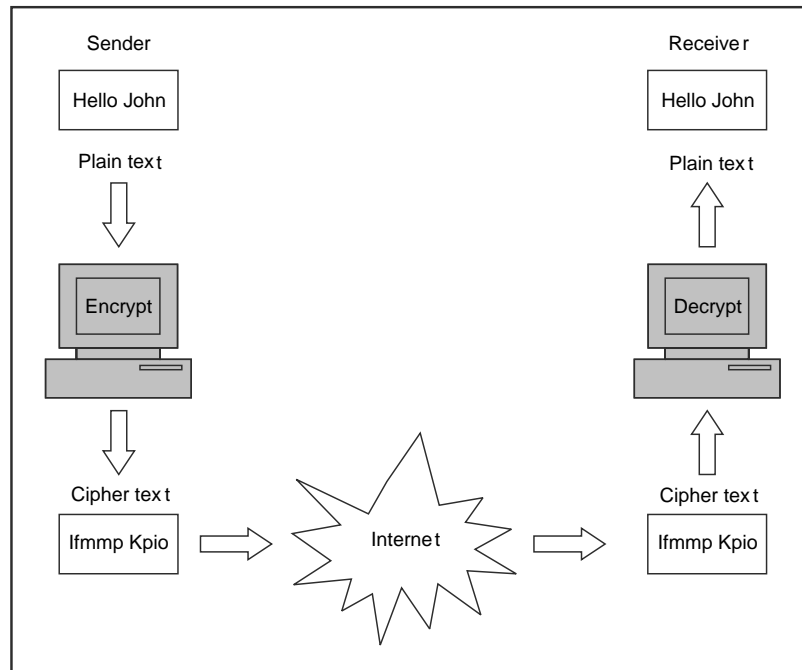 Sender
Receiver
Hello John
Hello John
Plain text
Plain text
Encrypt
Decrypt
Cipher text
Cipher text
Ifmmp Kpio
Internet
Ifmmp Kpio